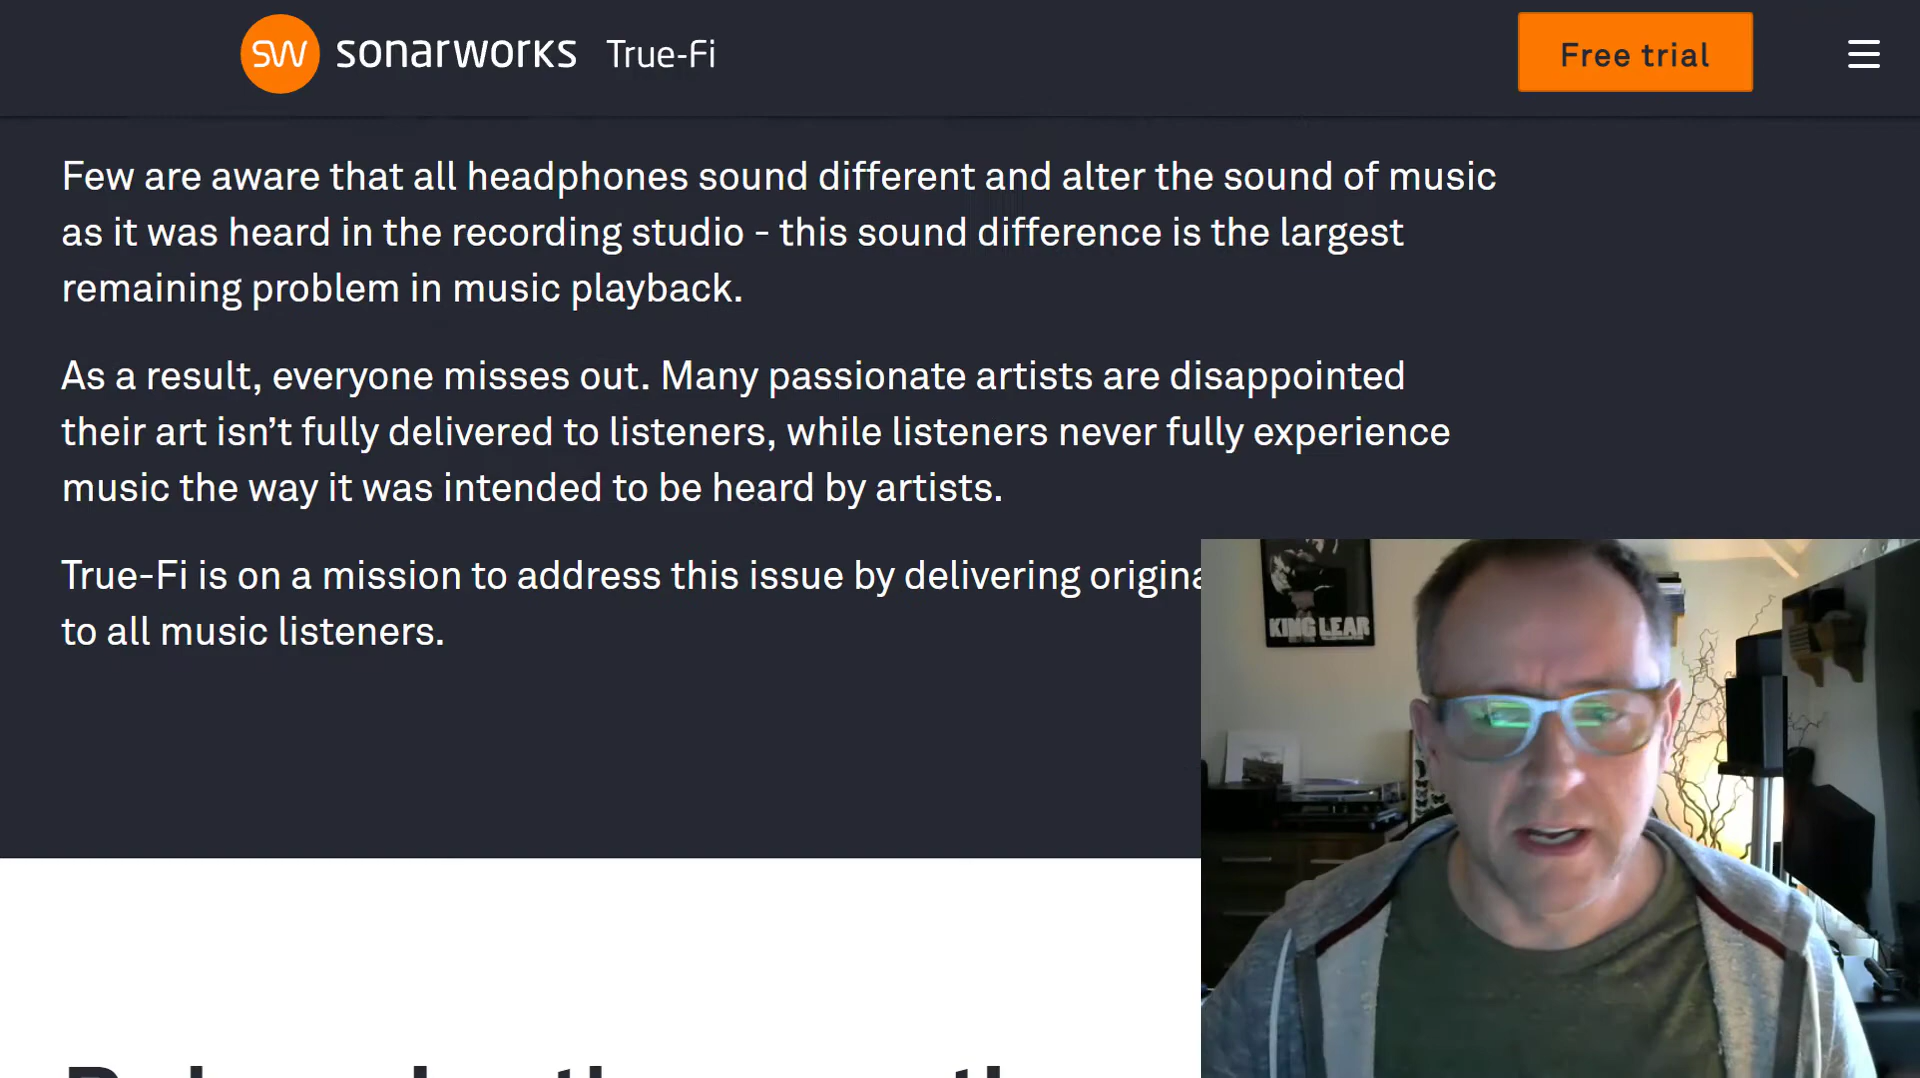 SW sonarworks True-Fi
Free trial
Few are aware that all headphones sound different and alter the sound of music
as it was heard in the recording studio - this sound difference is the largest
remaining problem in music playback.
As a result, everyone misses out. Many passionate artists are disappointed
their art isn’t fully delivered to listeners, while listeners never fully experience
music the way it was intended to be heard by artists.
True-Fi is on a mission to address this issue by delivering
to all music listeners.
KING LEAR